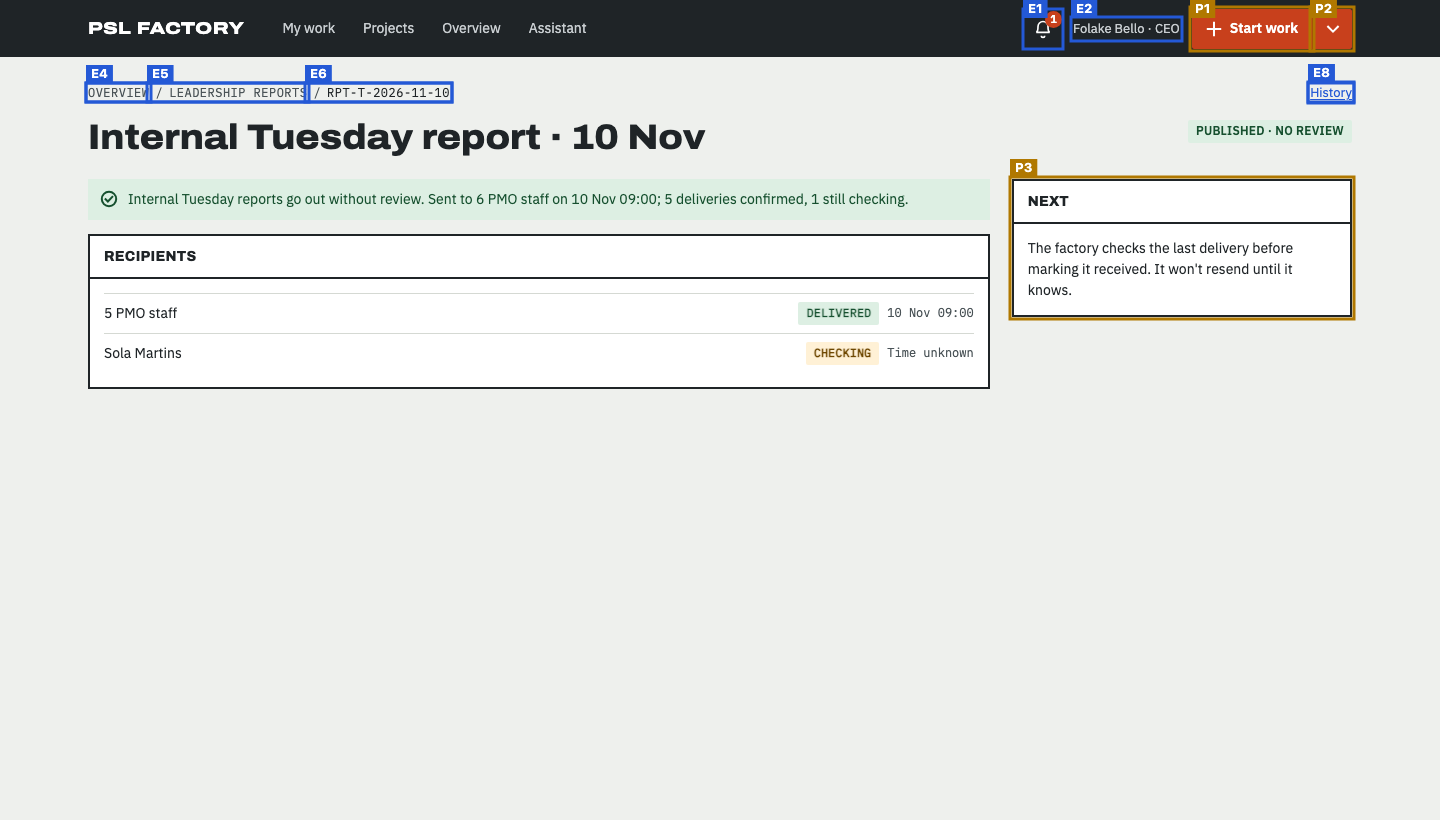 PSL FACTORY
My work
Projects
Overview
Assistant
E1
1
E2
Folake Bello · CEO
P1
Start work
P2
E4
E5
E6
OVERVIEW / LEADERSHIP REPORTS / RPT-T-2026-11-10
E8
History
Internal Tuesday report · 10 Nov
PUBLISHED · NO REVIEW
Internal Tuesday reports go out without review. Sent to 6 PMO staff on 10 Nov 09:00; 5 deliveries confirmed, 1 still checking.
RECIPIENTS
5 PMO staff DELIVERED 10 Nov 09:00
Sola Martins CHECKING Time unknown
P3
NEXT
The factory checks the last delivery before
marking it received. It won't resend until it
knows.